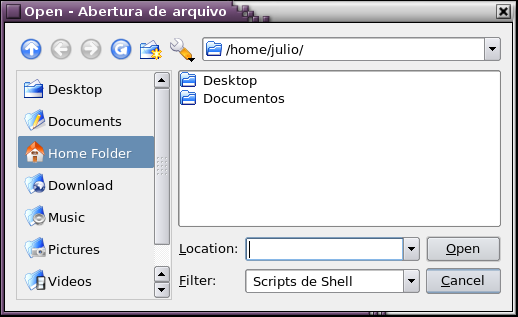 Open - Abertura de arquivo
/home/julio/
Desktop
Documents
Home Folder
Download
Music
Pictures
Videos
Desktop
Documentos
Location:
Open
Filter:
Scripts de Shell
Cancel